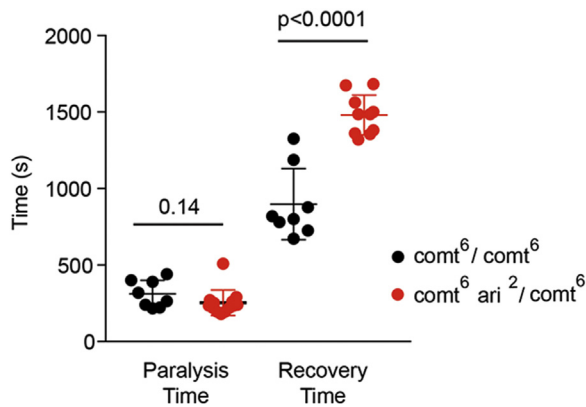 p<0.0001
2000
1500
1000
500
0
Time (s)
0.14
comt⁶/ comt⁶
comt⁶ ari ²/comt⁶
Paralysis
Time
Recovery
Time